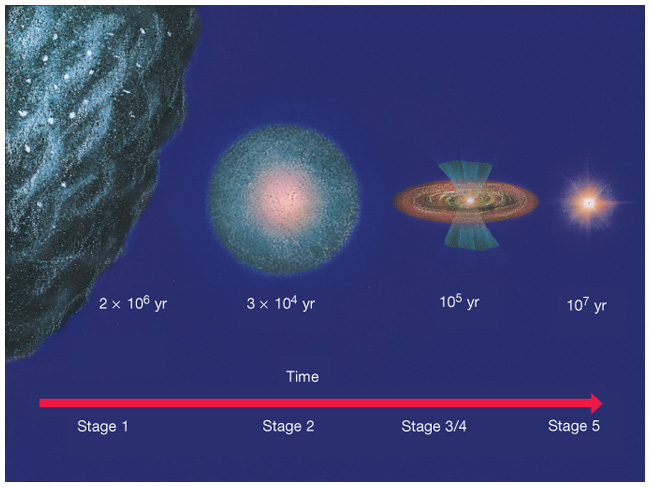 2 × 10⁶ yr
3 × 10⁴ yr
10⁵ yr
10⁷ yr
Time
Stage 1
Stage 2
Stage 3/4
Stage 5